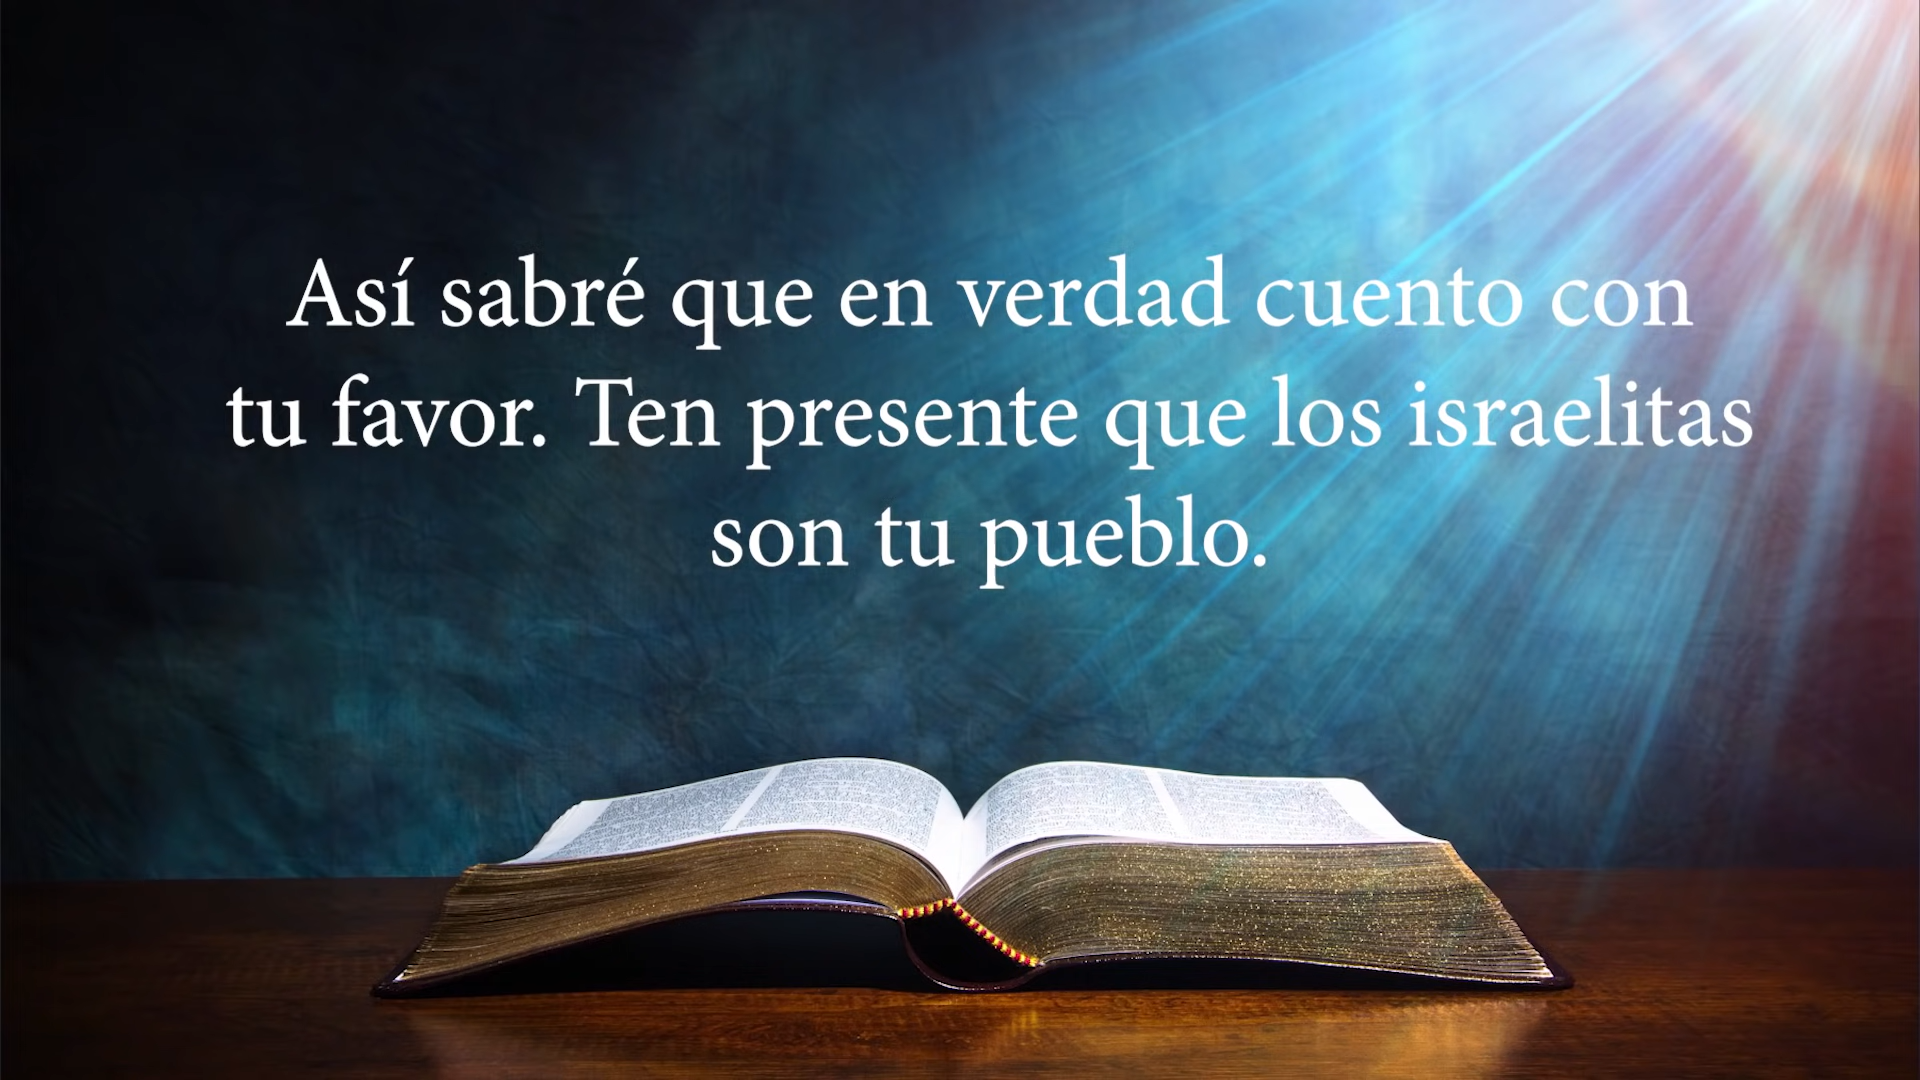 Así sabré que en verdad cuento con
tu favor. Ten presente que los israelitas
son tu pueblo.